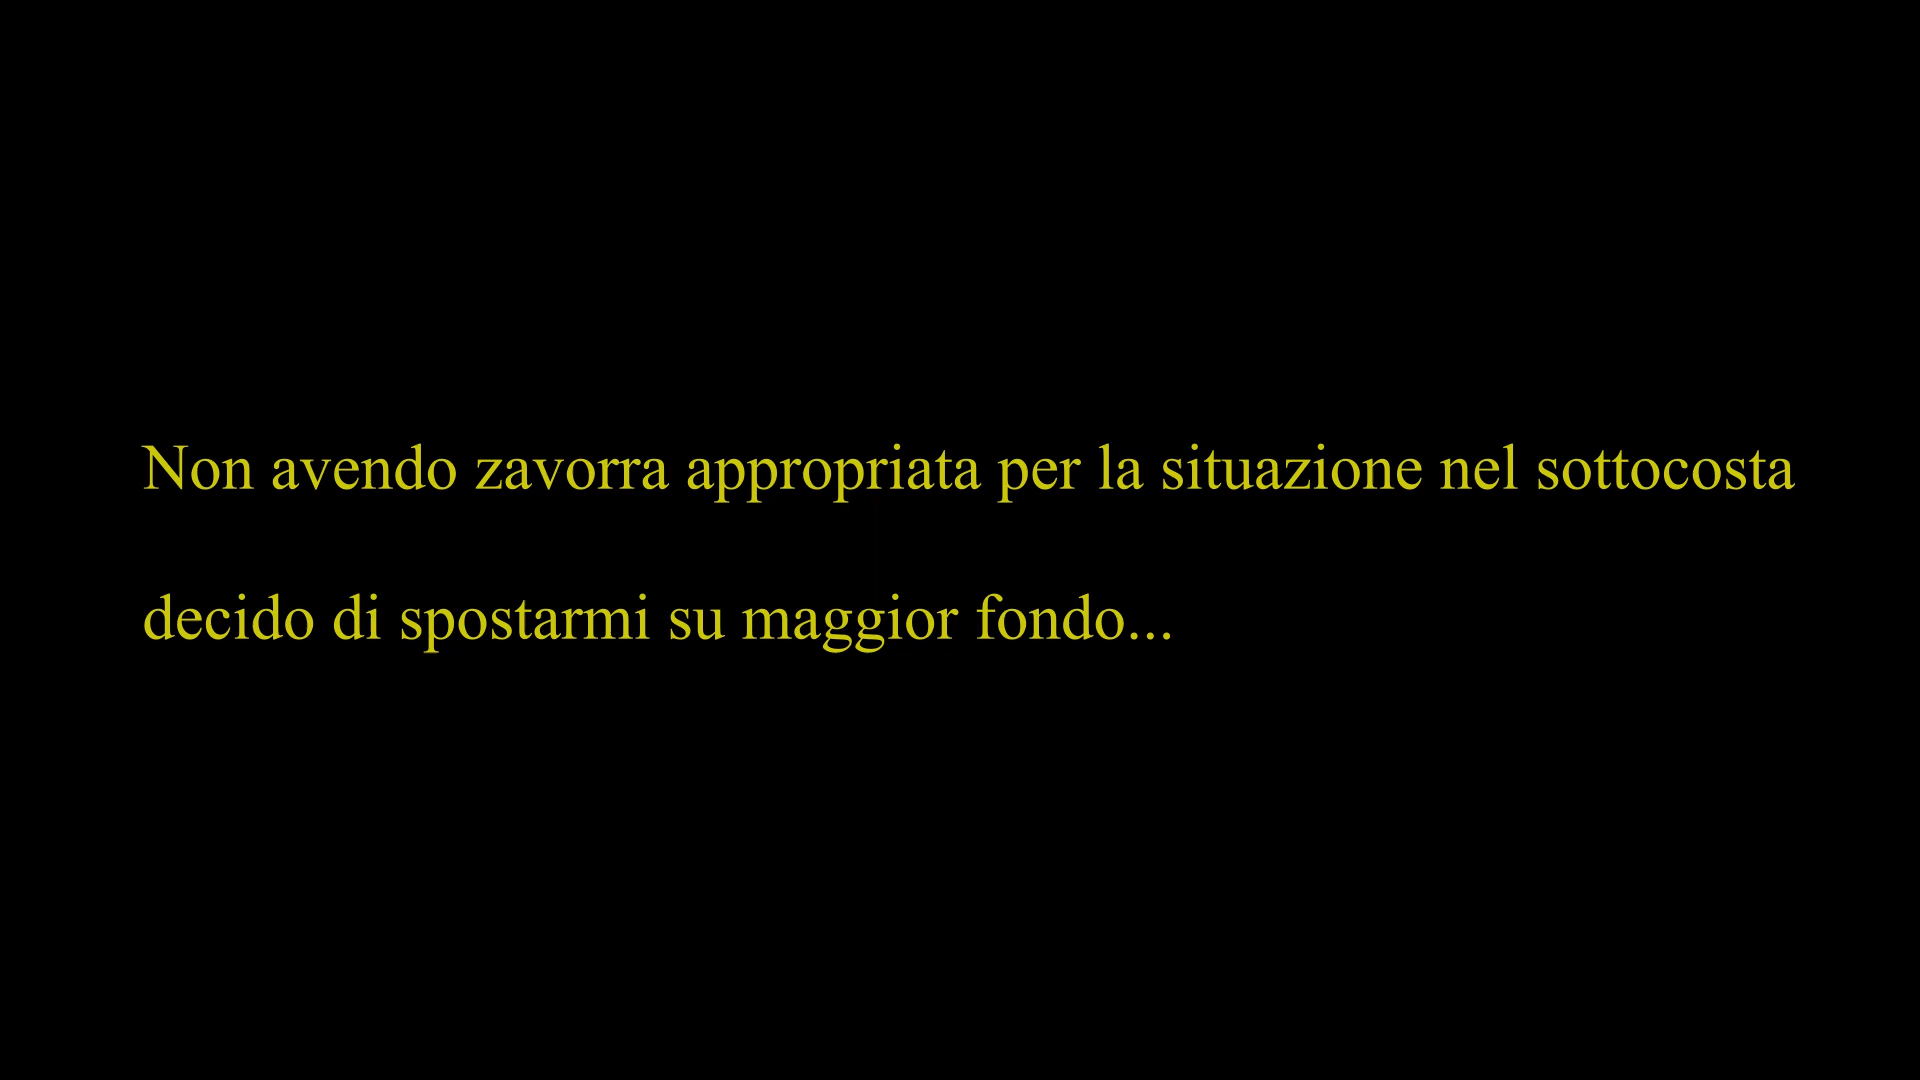 Non avendo zavorra appropriata per la situazione nel sottocosta
decido di spostarmi su maggior fondo...